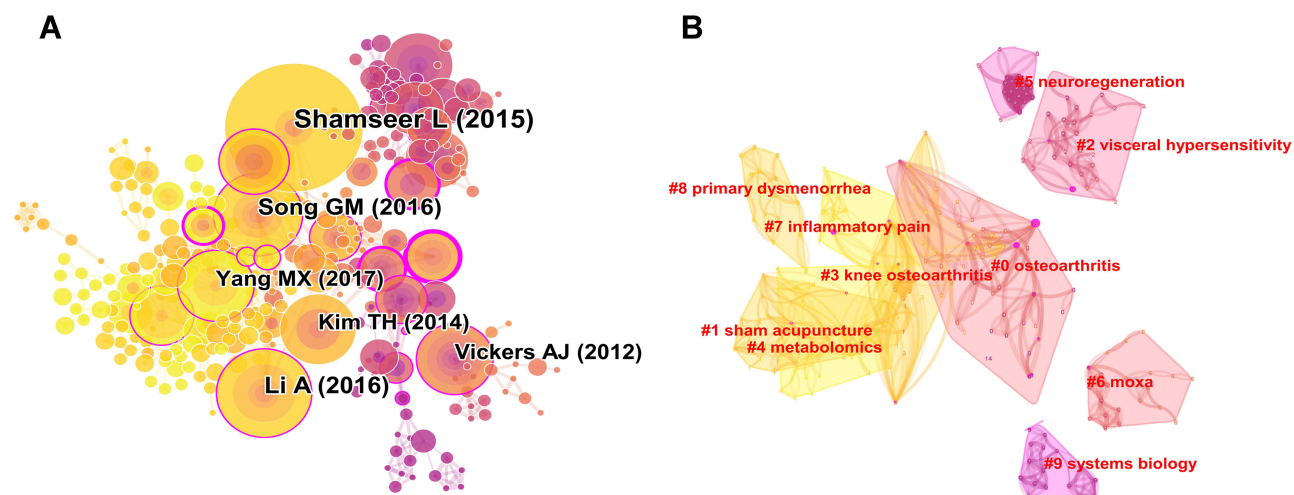 A
Shamseer L (2015)
Song GM (2016)
Yang MX (2017)
Kim TH (2014)
Vickers AJ (2012)
Li A (2016)
B
#5 neuroregeneration
#2 visceral hypersensitivity
#8 primary dysmenorrhea
#7 inflammatory pain
#0 osteoarthritis
#3 knee osteoarthritis
#1 sham acupuncture
#4 metabolomics
14
#6 moxa
#9 systems biology